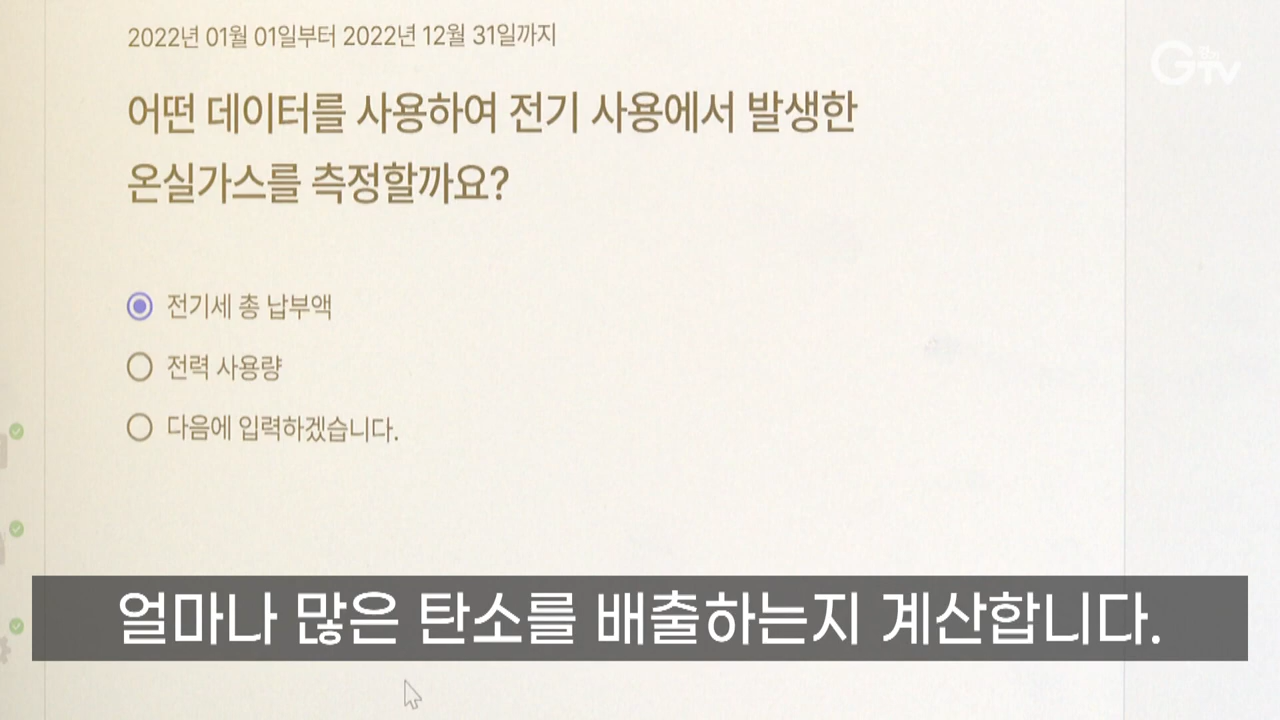 2022년 01월 01일부터 2022년 12월 31일까지
어떤 데이터를 사용하여 전기 사용에서 발생한
온실가스를 측정할까요?
전기세 총 납부액
전력 사용량
다음에 입력하겠습니다.
얼마나 많은 탄소를 배출하는지 계산합니다.
GTV